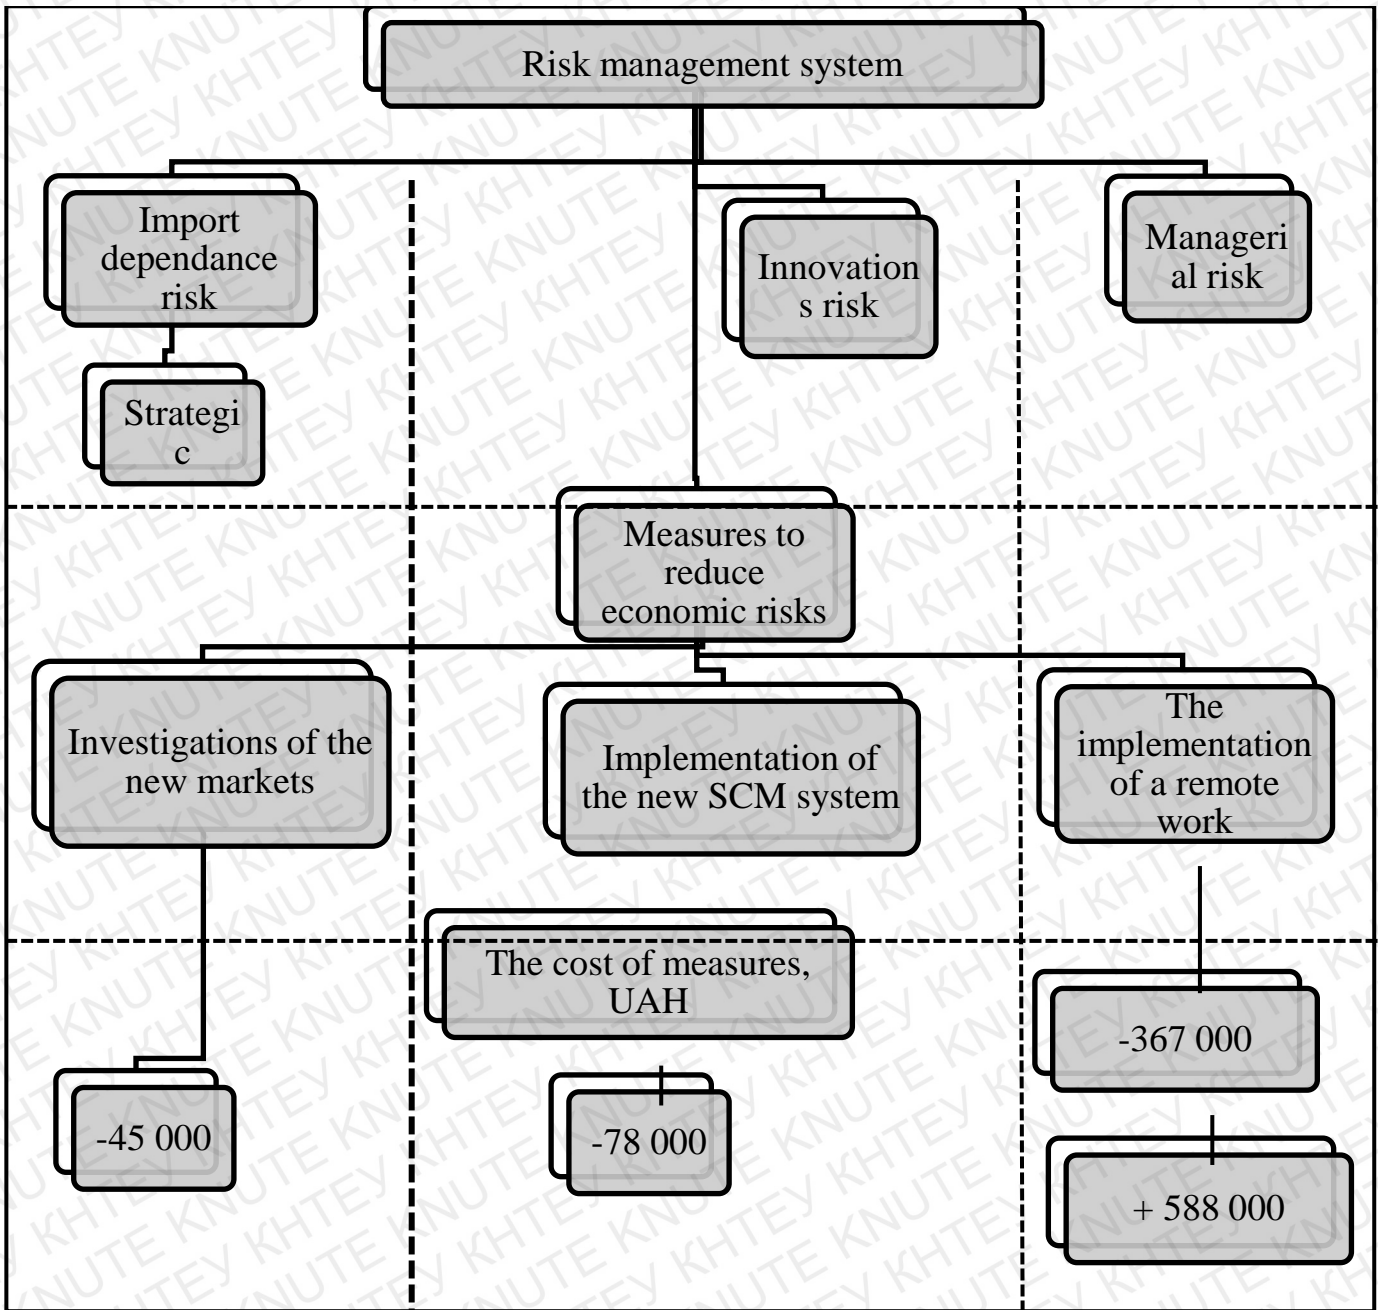 Risk management system
Import
dependance
risk
Innovation
s risk
Manageri
al risk
Strategi
c
Measures to
reduce
economic risks
Investigations of the
new markets
Implementation of
the new SCM system
The
implementation
of a remote
work
The cost of measures,
UAH
-45 000
-78 000
-367 000
+ 588 000